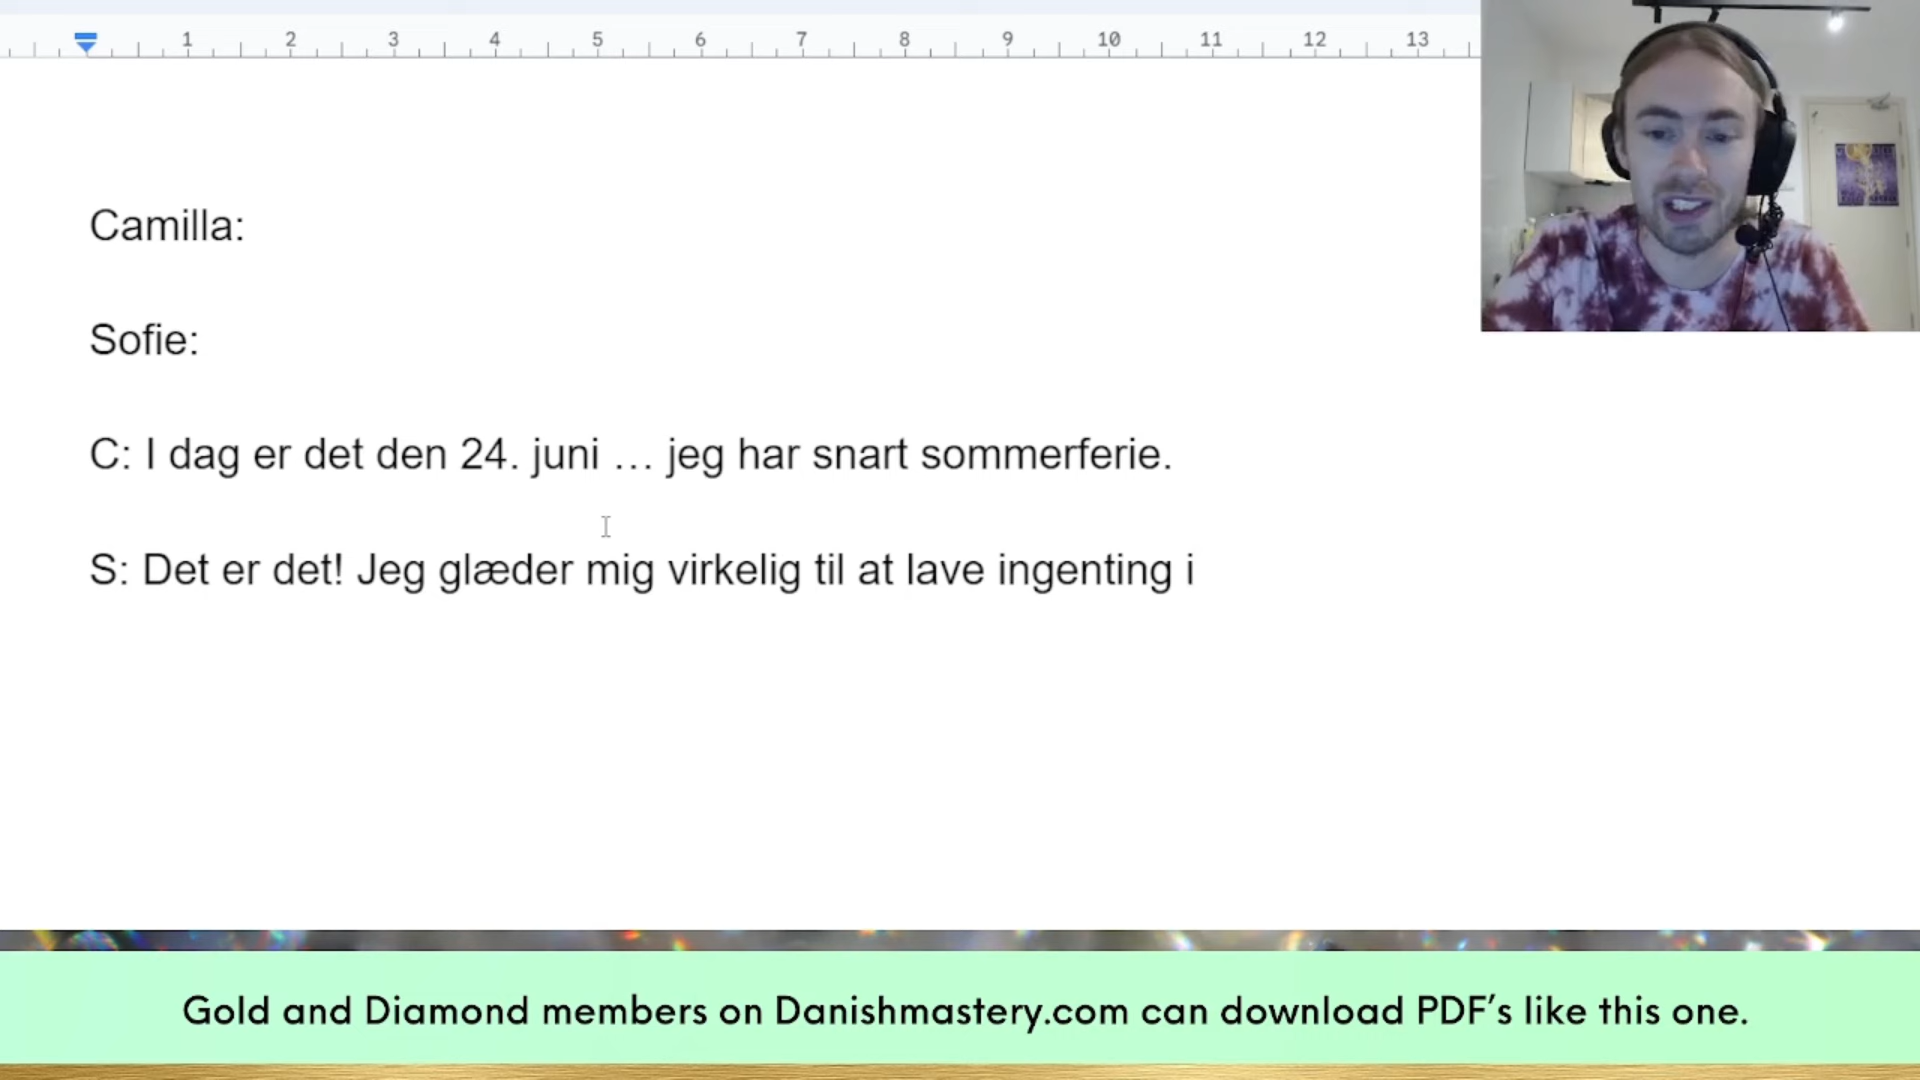 1 2 3 4 5 6 7 8 9 10 11 12 13
Camilla:
Sofie:
C: I dag er det den 24. juni … jeg har snart sommerferie.
S: Det er det! Jeg glæder mig virkelig til at lave ingenting i
Gold and Diamond members on Danishmastery.com can download PDF’s like this one.